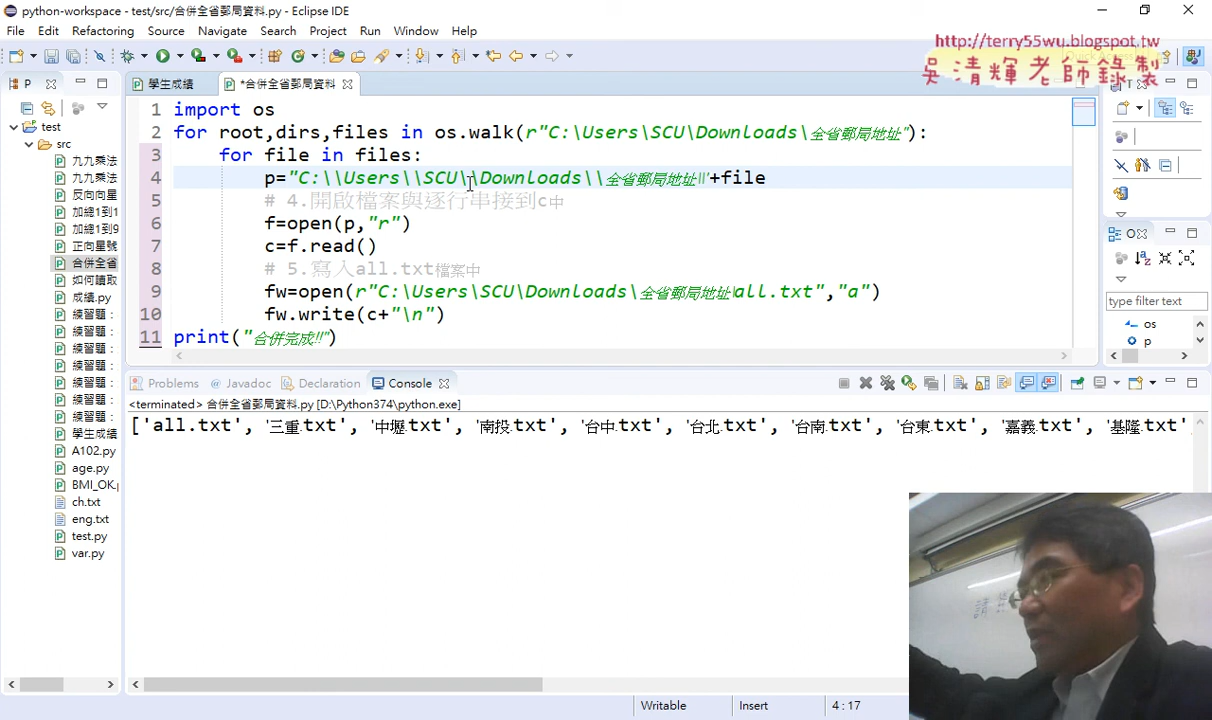 python-workspace - test/src/合併全省郵局資料.py - Eclipse IDE
File Edit Refactoring Source Navigate Search Project Run Window Help
http://terry55wu.blogspot.tw
吳清輝老師錄製
P
學生成績
*合併全省郵局資料
test
src
九九乘法
九九乘法
反向向星
加總1到1
加總1到9
正向星號
合併全省
如何讀取
成績.py
練習題:
練習題:
練習題:
練習題:
練習題:
練習題:
練習題:
學生成績
A102.py
age.py
BMI_OK.p
ch.txt
eng.txt
test.py
var.py
1 import os
2 for root,dirs,files in os.walk(r"C:\Users\SCU\Downloads\全省郵局地址"):
3 for file in files:
4 p="C:\\Users\\SCU\\Downloads\\全省郵局地址\\"+file
5 # 4.開啟檔案與逐行串接到c中
6 f=open(p,"r")
7 c=f.read()
8 # 5.寫入all.txt檔案中
9 fw=open(r"C:\Users\SCU\Downloads\全省郵局地址\all.txt","a")
10 fw.write(c+"\n")
11 print("合併完成!!")
type filter text
os
p
Problems Javadoc Declaration Console
<terminated> 合併全省郵局資料.py [D:\Python374\python.exe]
['all.txt', '三重.txt', '中壢.txt', '南投.txt', '台中.txt', '台北.txt', '台南.txt', '台東.txt', '嘉義.txt', '基隆.txt'
Writable Insert 4:17